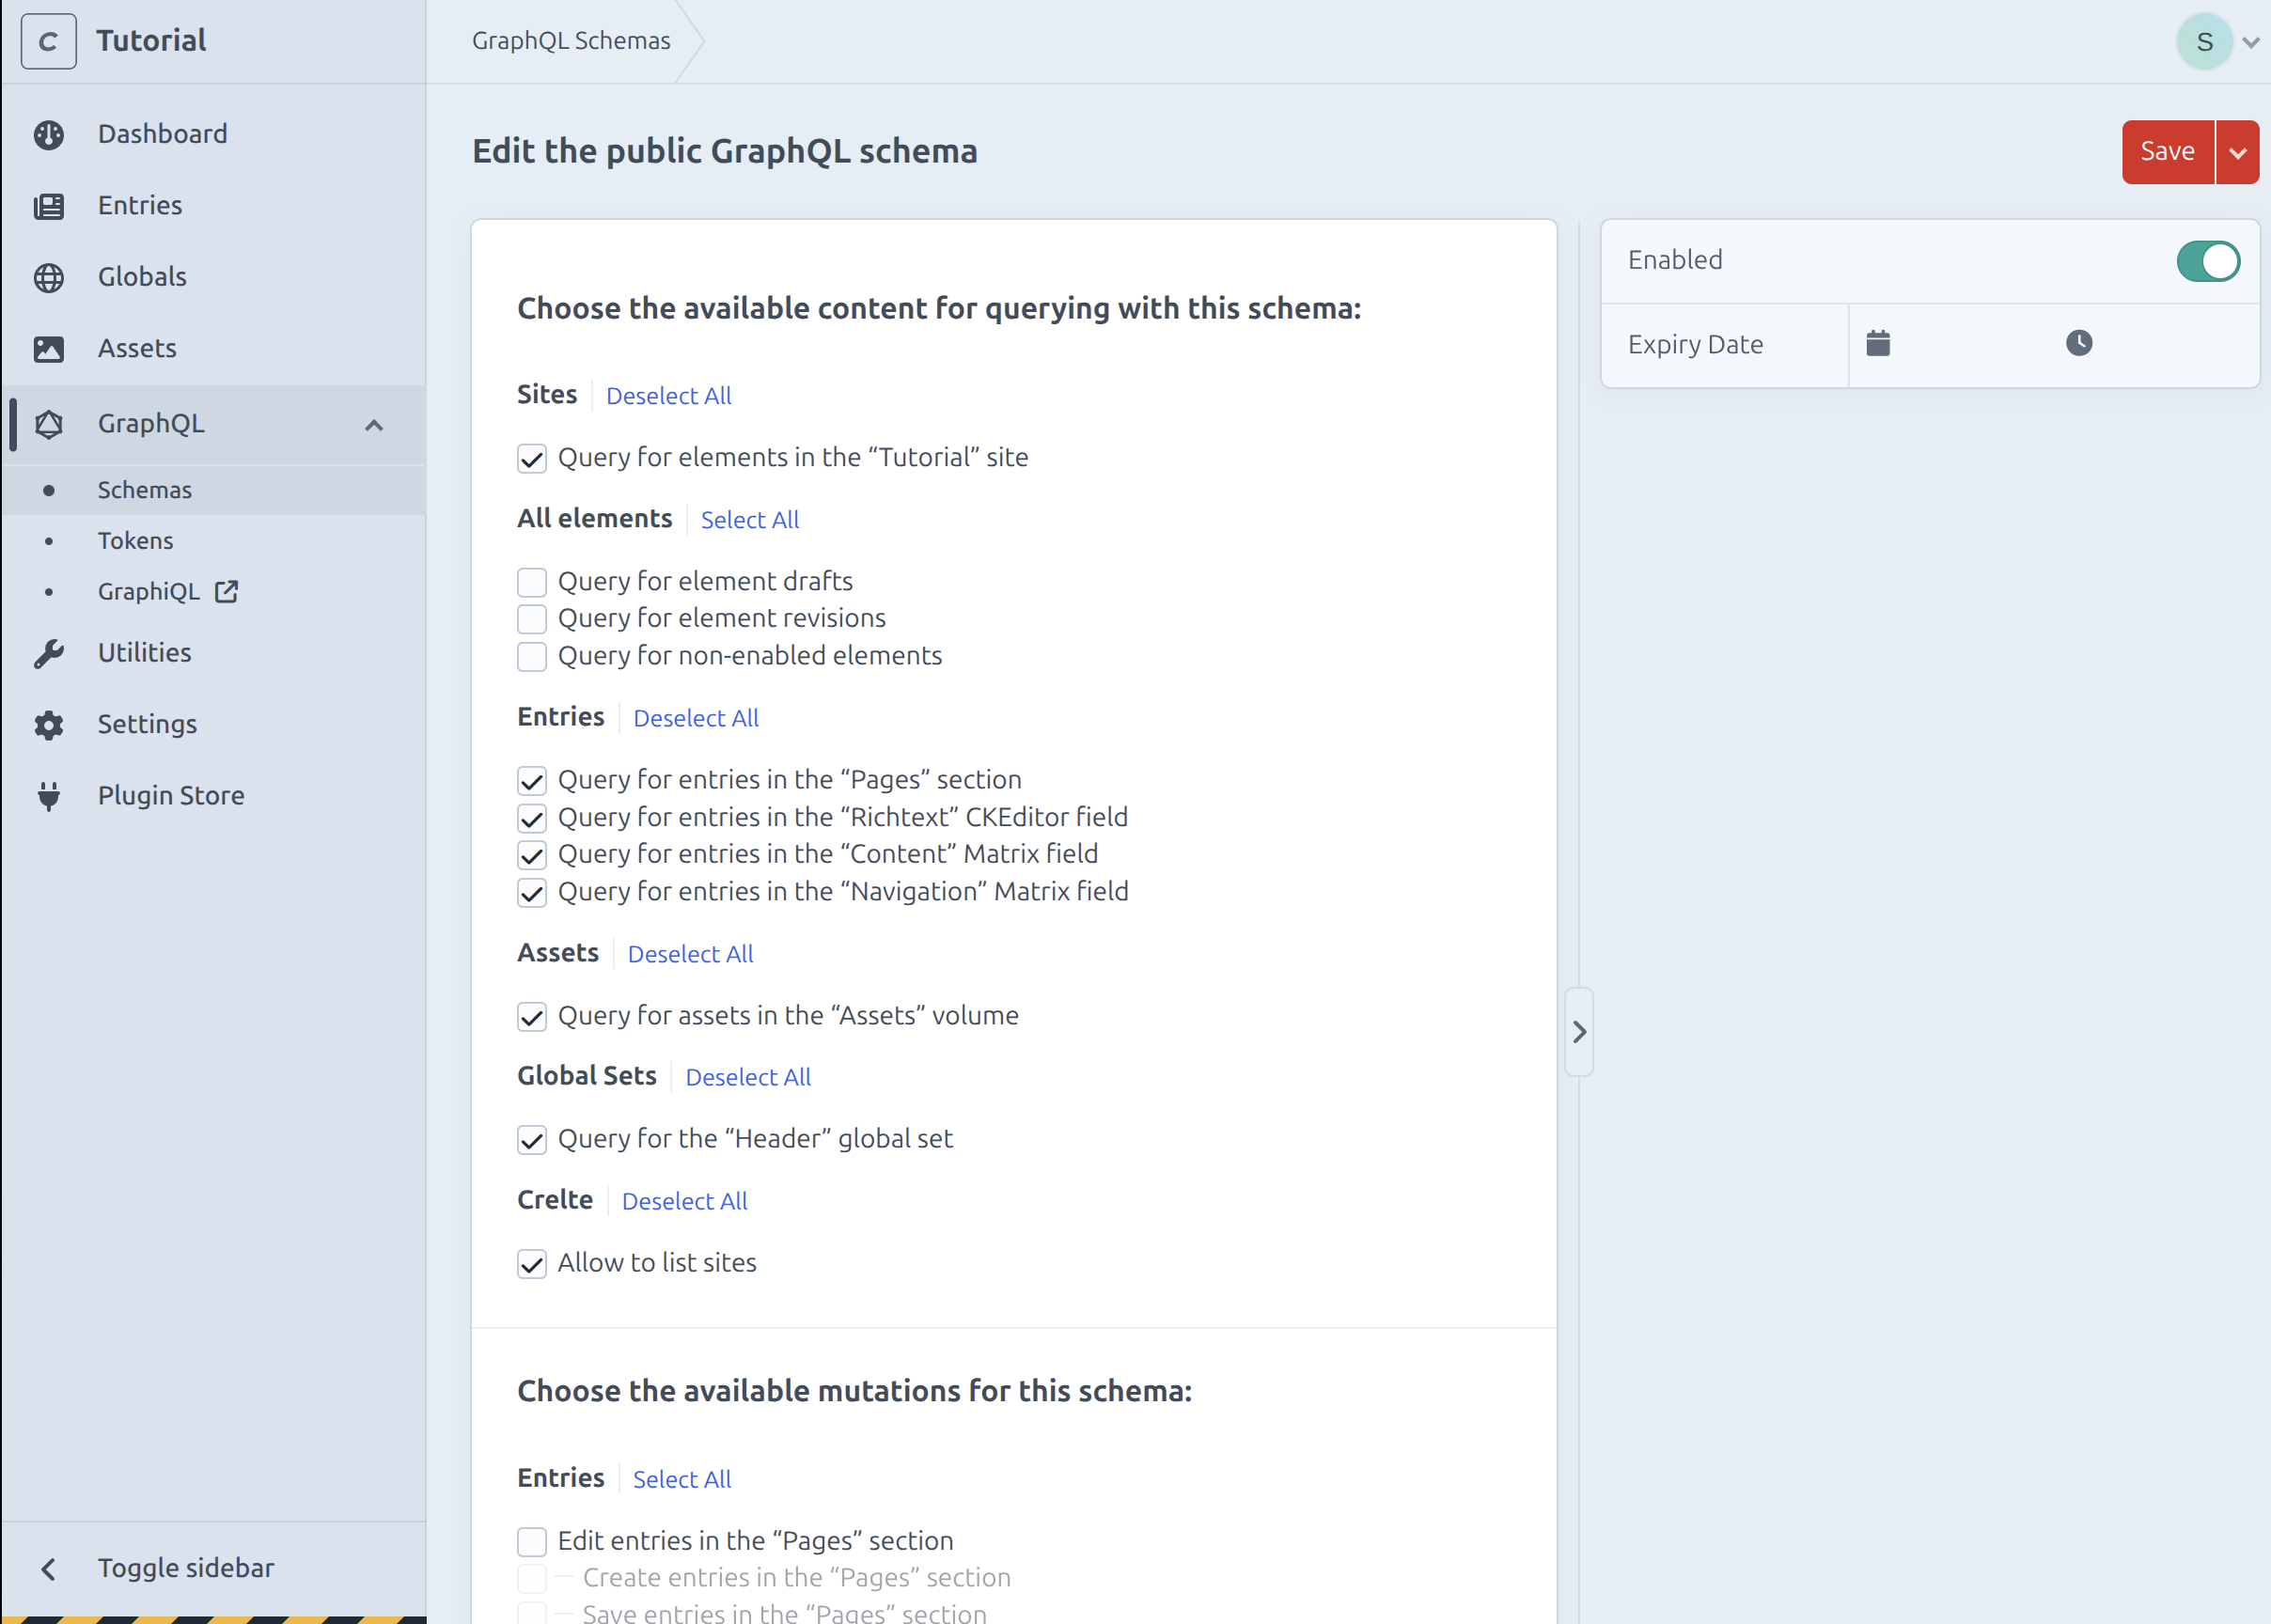 C Tutorial
GraphQL Schemas
S
Dashboard
Entries
Globals
Assets
GraphQL
Schemas
Tokens
GraphiQL
Utilities
Settings
Plugin Store
Toggle sidebar
Edit the public GraphQL schema
Save
Choose the available content for querying with this schema:
Sites Deselect All
Query for elements in the “Tutorial” site
All elements Select All
Query for element drafts
Query for element revisions
Query for non-enabled elements
Entries Deselect All
Query for entries in the “Pages” section
Query for entries in the “Richtext” CKEditor field
Query for entries in the “Content” Matrix field
Query for entries in the “Navigation” Matrix field
Assets Deselect All
Query for assets in the “Assets” volume
Global Sets Deselect All
Query for the “Header” global set
Crelte Deselect All
Allow to list sites
Choose the available mutations for this schema:
Entries Select All
Edit entries in the “Pages” section
Create entries in the “Pages” section
Save entries in the “Pages” section
Enabled
Expiry Date